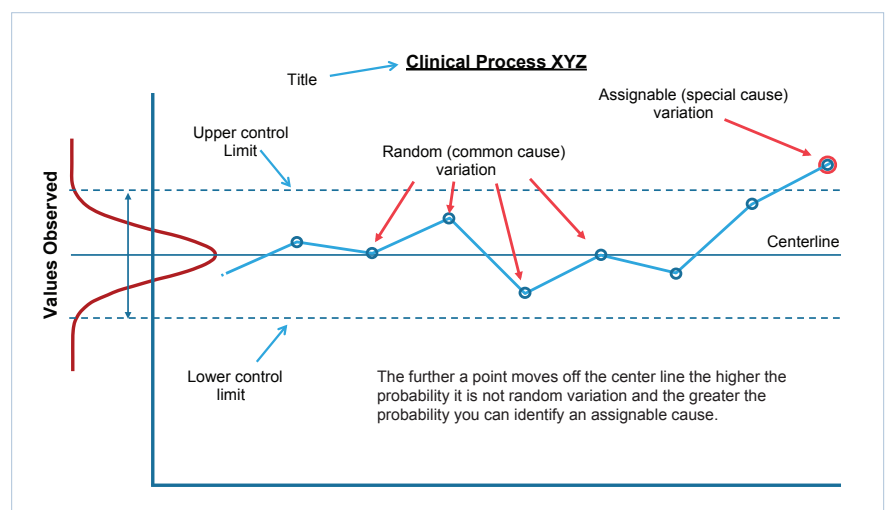 Clinical Process XYZ
Title
Assignable (special cause)
variation
Upper control
Limit
Random (common cause)
variation
Values Observed
Centerline
Lower control
limit
The further a point moves off the center line the higher the
probability it is not random variation and the greater the
probability you can identify an assignable cause.